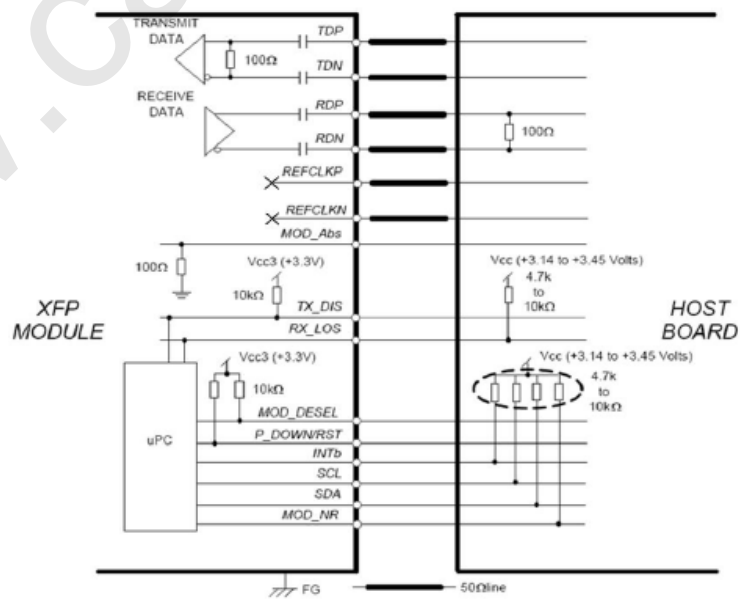 TRANSMIT
DATA
TDP
100Ω
TDN
RECEIVE
DATA
RDP
RDN
100Ω
REFCLKP
REFCLKN
MOD_Abs
100Ω
Vcc3 (+3.3V)
10kΩ
Vcc (+3.14 to +3.45 Volts)
4.7k
to
10kΩ
TX_DIS
RX_LOS
XFP
MODULE
HOST
BOARD
Vcc3 (+3.3V)
10kΩ
Vcc (+3.14 to +3.45 Volts)
4.7k
to
10kΩ
uPC
MOD_DESEL
P_DOWN/RST
INTb
SCL
SDA
MOD_NR
FG
50Ωline